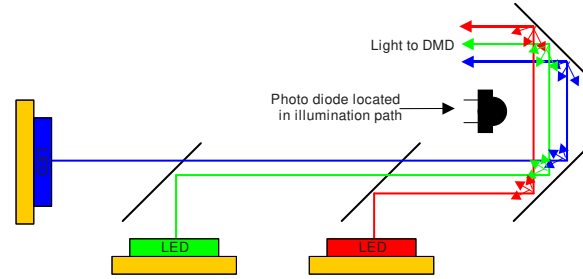 Light to DMD
Photo diode located
in illumination path
LED
LED
LED